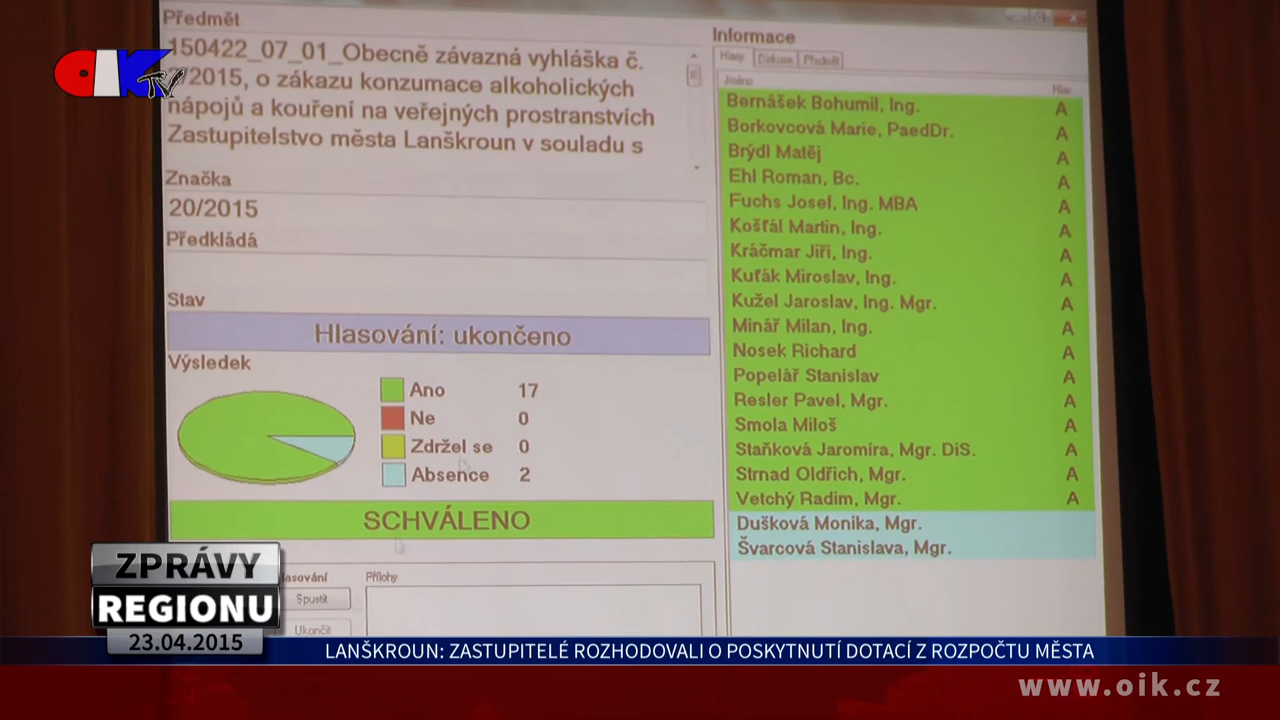 Předmět
150422_07_01_Obecně závazná vyhláška č.
/2015, o zákazu konzumace alkoholických
nápojů a kouření na veřejných prostranstvích
Zastupitelstvo města Lanškroun v souladu s
Značka
20/2015
Předkládá
Stav
Hlasování: ukončeno
Výsledek
Ano 17
Ne 0
Zdržel se 0
Absence 2
SCHVÁLENO
lasování
Spustit
Ukončit
Přílohy
Informace
Hlasy Diskuse Předmět
Jméno Hlas
Bernášek Bohumil, Ing. A
Borkovcová Marie, PaedDr. A
Brýdl Matěj A
Ehl Roman, Bc. A
Fuchs Josef, Ing. MBA A
Košťál Martin, Ing. A
Kráčmar Jiří, Ing. A
Kuťák Miroslav, Ing. A
Kužel Jaroslav, Ing. Mgr. A
Minář Milan, Ing. A
Nosek Richard A
Popelář Stanislav A
Resler Pavel, Mgr. A
Smola Miloš A
Staňková Jaromíra, Mgr. DiS. A
Strnad Oldřich, Mgr. A
Vetchý Radim, Mgr. A
Dušková Monika, Mgr.
Švarcová Stanislava, Mgr.
OIK TV
ZPRÁVY
REGIONU
23.04.2015
LANŠKROUN: ZASTUPITELÉ ROZHODOVALI O POSKYTNUTÍ DOTACÍ Z ROZPOČTU MĚSTA
www.oik.cz